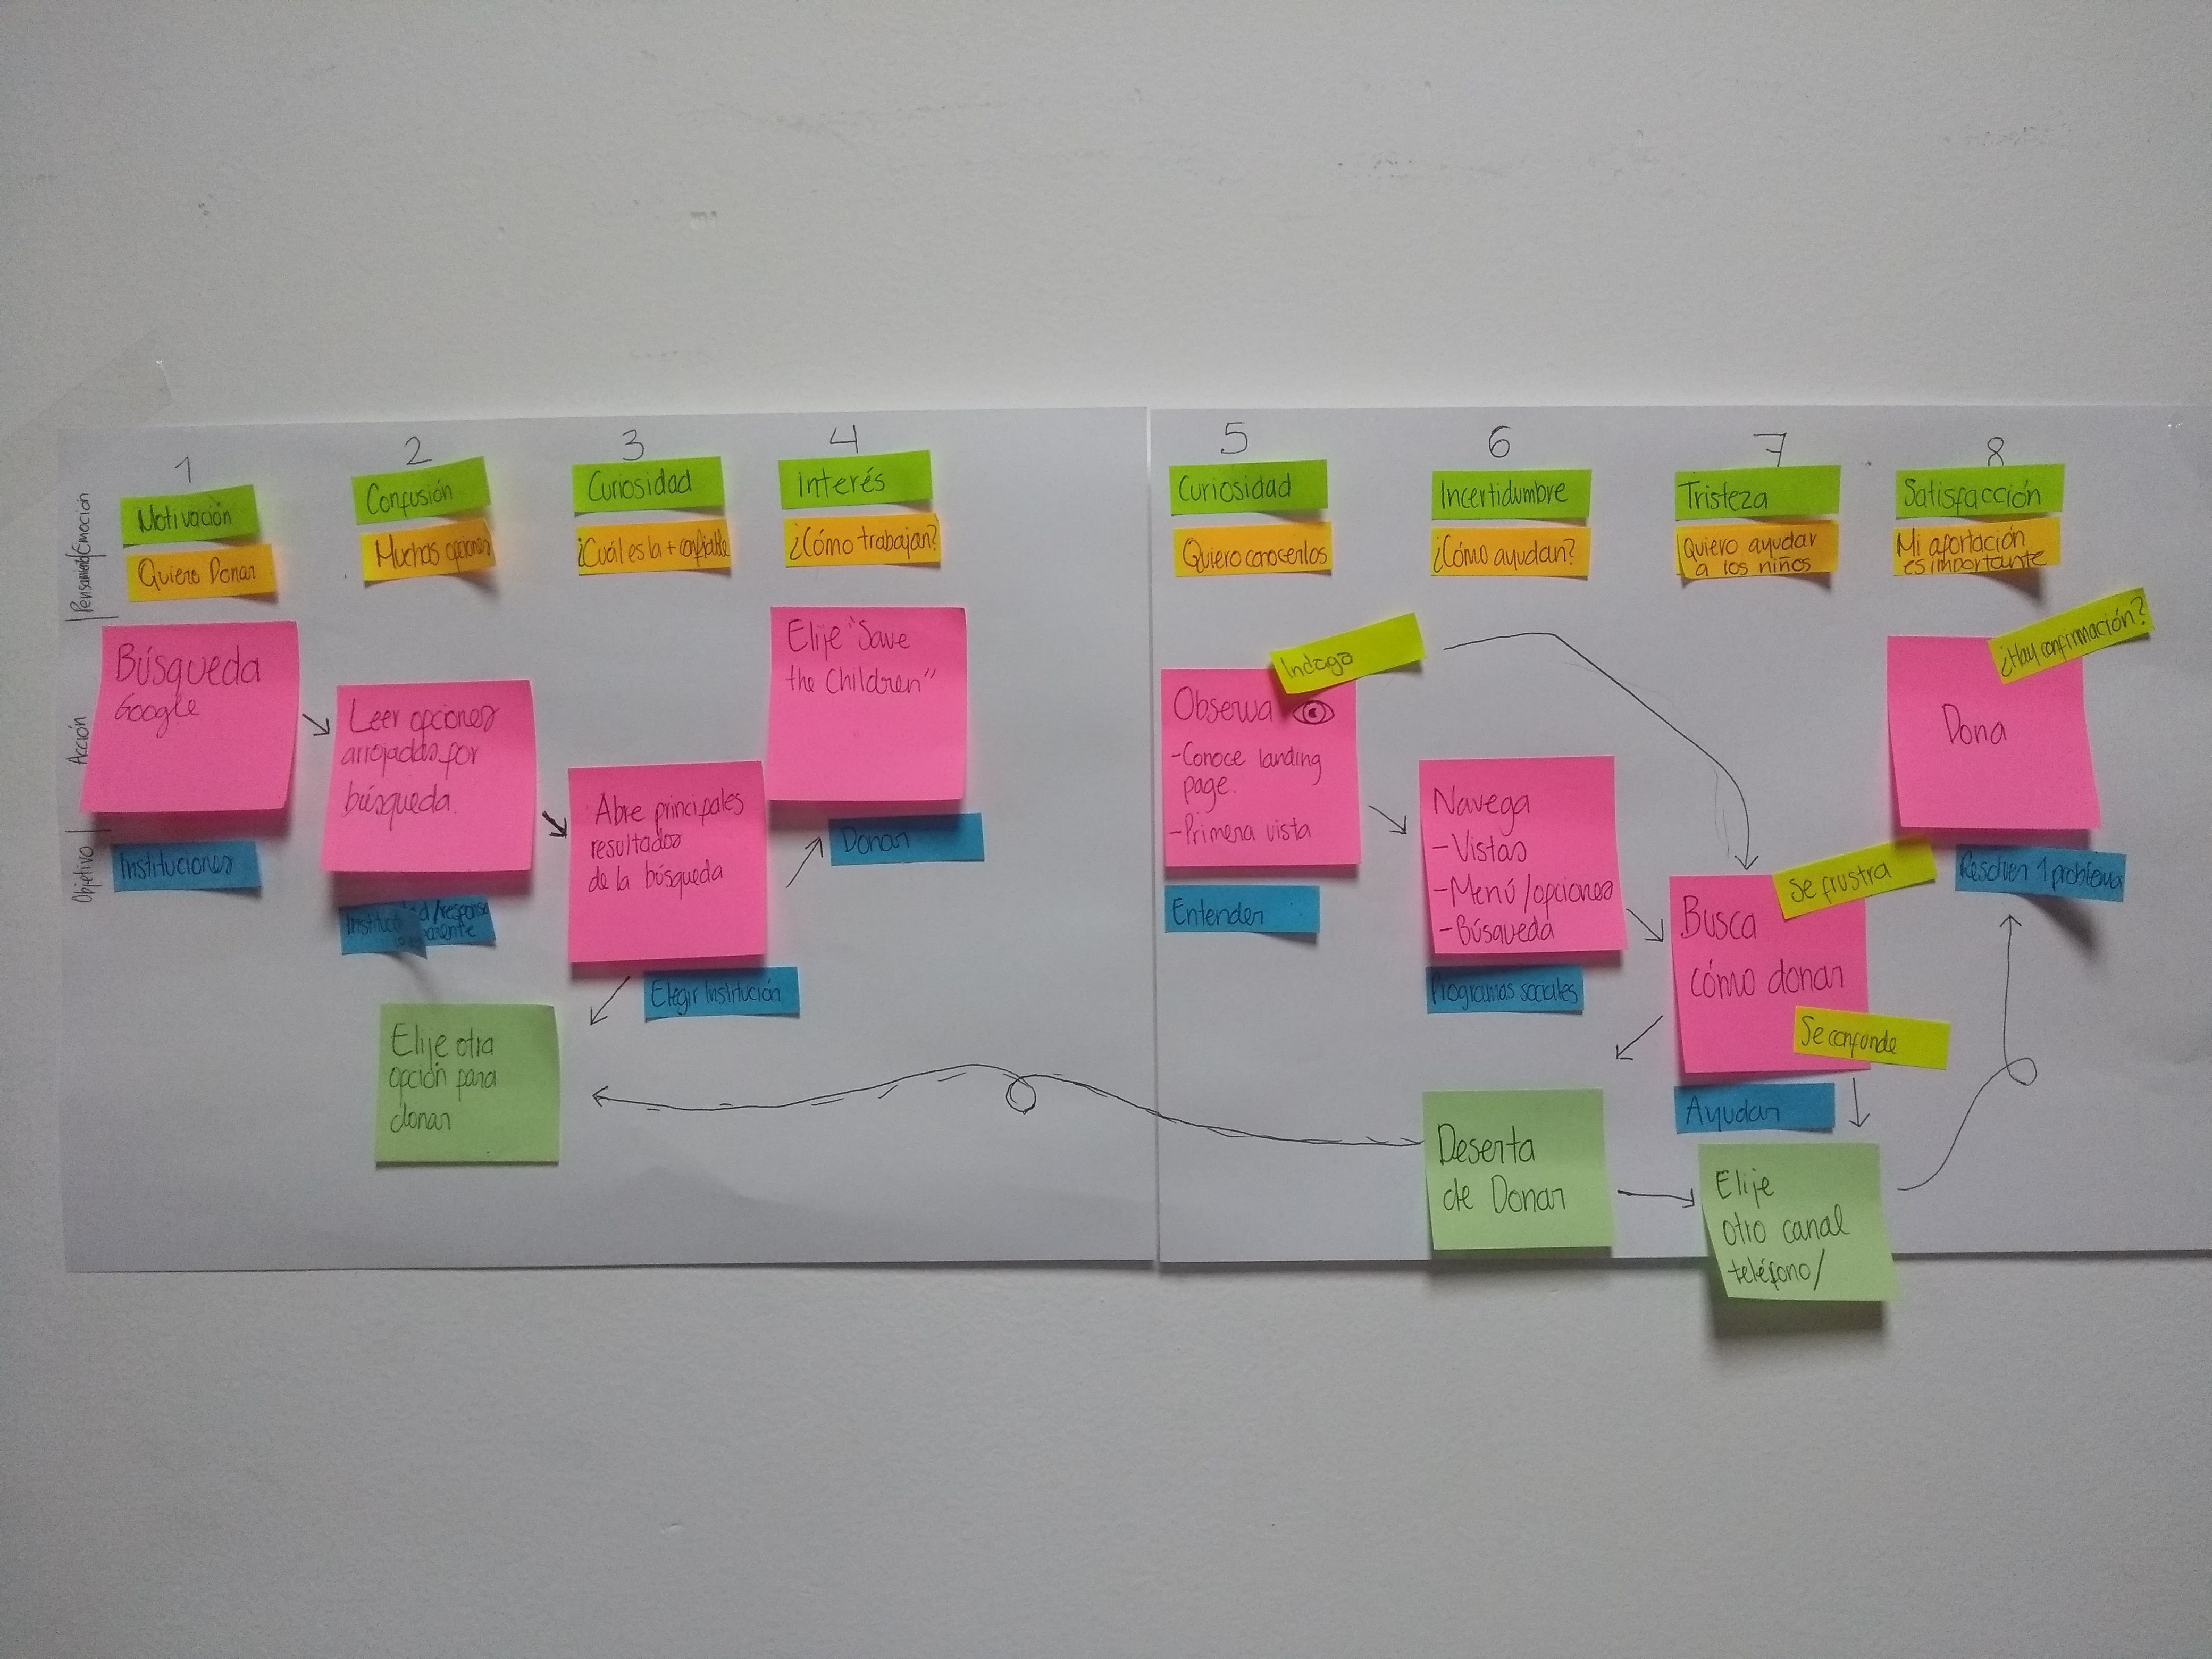 1
2
3
4
5
6
7
8
Emoción
Pensamiento
Acción
Objetivo
Motivación
Quiero Donar
Búsqueda
Google
Instituciones
Confusión
Muchas opciones
Leer opciones
arrojadas por
búsqueda.
Curiosidad
¿Cuál es la + confiable
Abre principales
resultados
de la búsqueda
Elegir Institución
Elije otra
opción para
donar
Interés
¿Cómo trabajan?
Elije "Save
the Children"
Donar
Curiosidad
Quiero conocerlos
Indaga
Observa
-Conoce landing
page.
-Primera vista
Entender
Incertidumbre
¿Cómo ayudan?
Navega
-Vistas
-Menú/opciones
-Búsqueda
Programas sociales
Deserta
de Donar
Tristeza
Quiero ayudar
a los niños
Se frustra
Busca
cómo donar
Se confonde
Ayudar
Elije
otro canal
teléfono/
Satisfacción
Mi aportación
es importante
¿Hay confirmación?
Dona
Resolver 1 problema